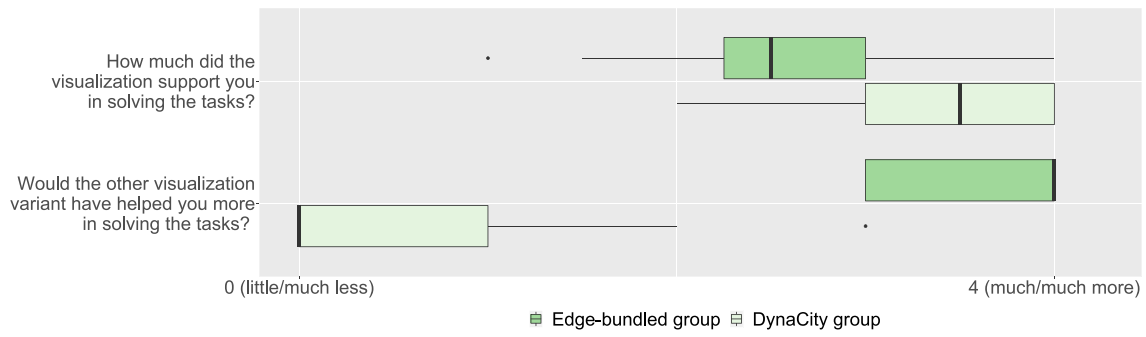 How much did the
visualization support you
in solving the tasks?
Would the other visualization
variant have helped you more
in solving the tasks?
0 (little/much less)
4 (much/much more)
Edge-bundled group
DynaCity group